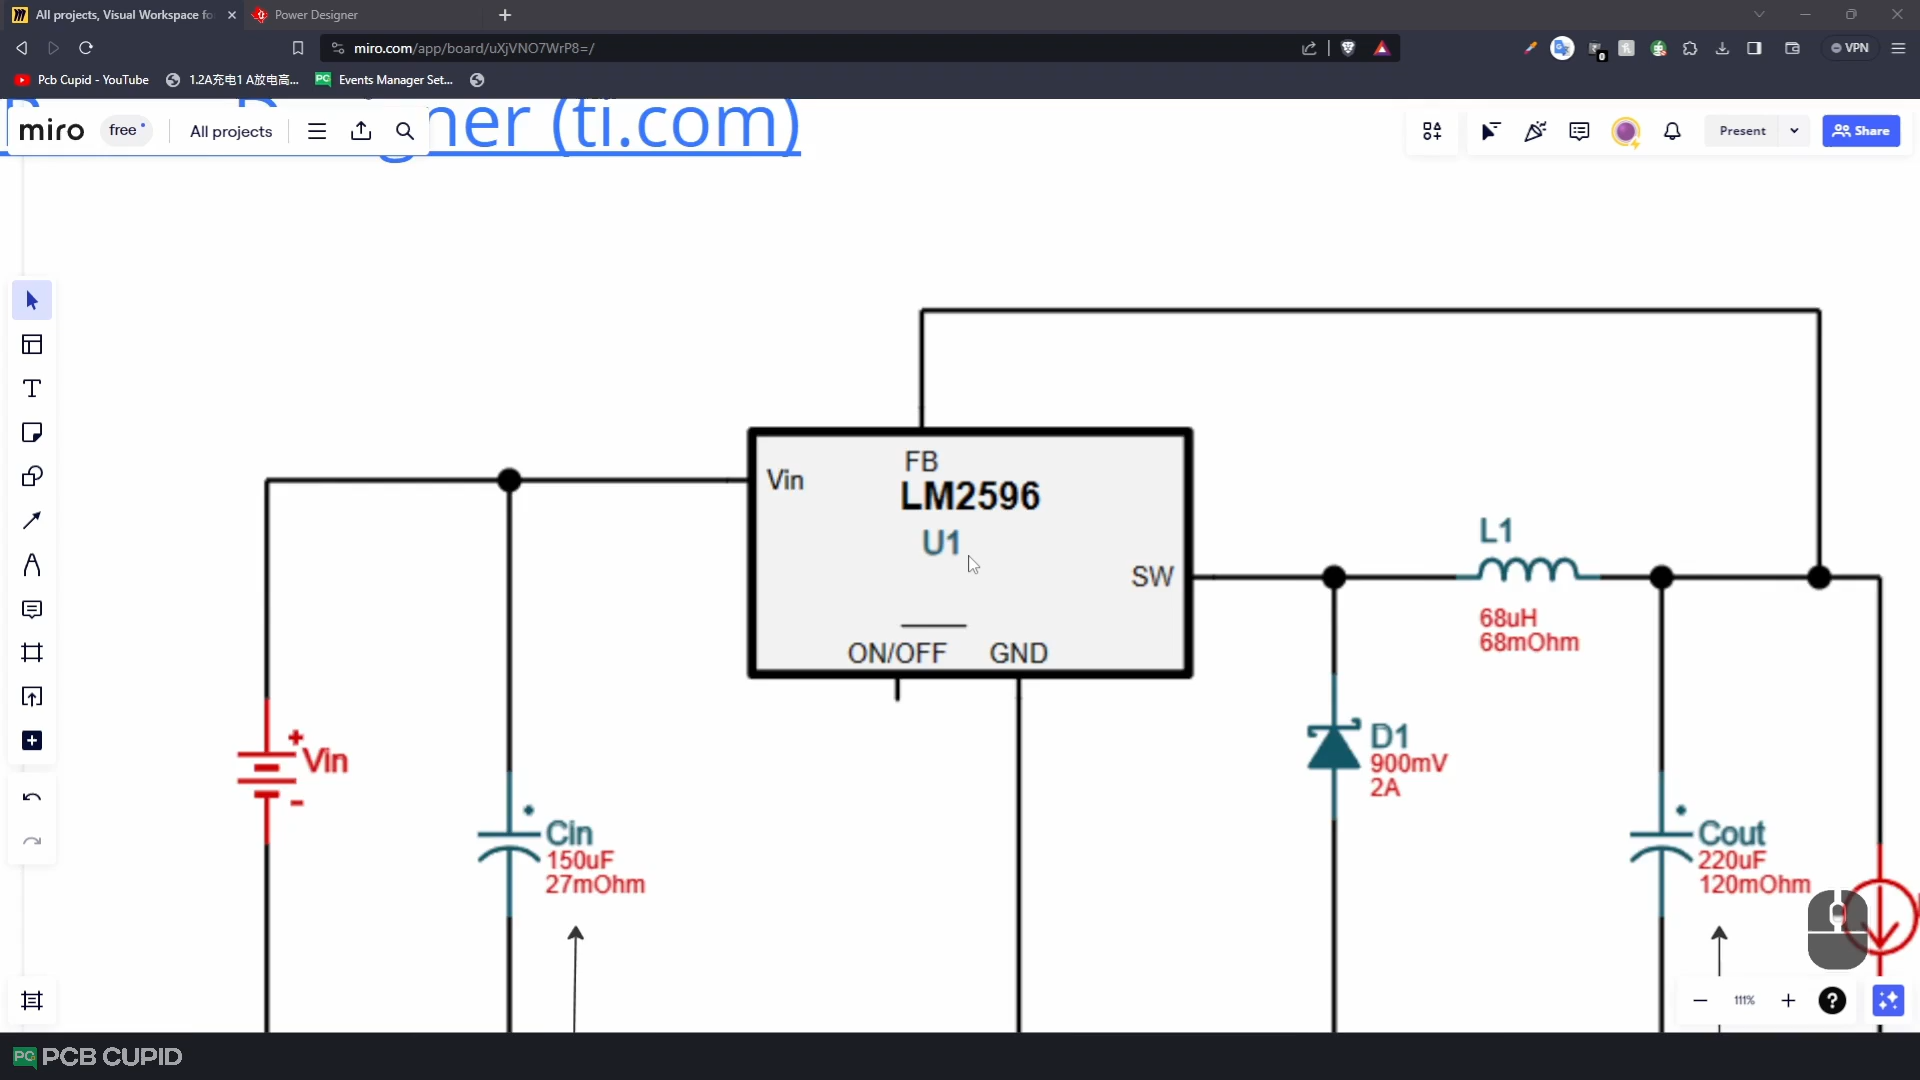 All projects, Visual Workspace fo
Power Designer
miro.com/app/board/uXjVNO7WrP8=/
VPN
Pcb Cupid - YouTube
1.2A充电1 A放电高...
Events Manager Set...
gner (ti.com)
miro
free
All projects
Present
Share
FB
Vin
LM2596
U1
SW
ON/OFF
GND
L1
68uH
68mOhm
Vin
+
-
D1
900mV
2A
Cin
150uF
27mOhm
Cout
220uF
120mOhm
111%
PCB CUPID